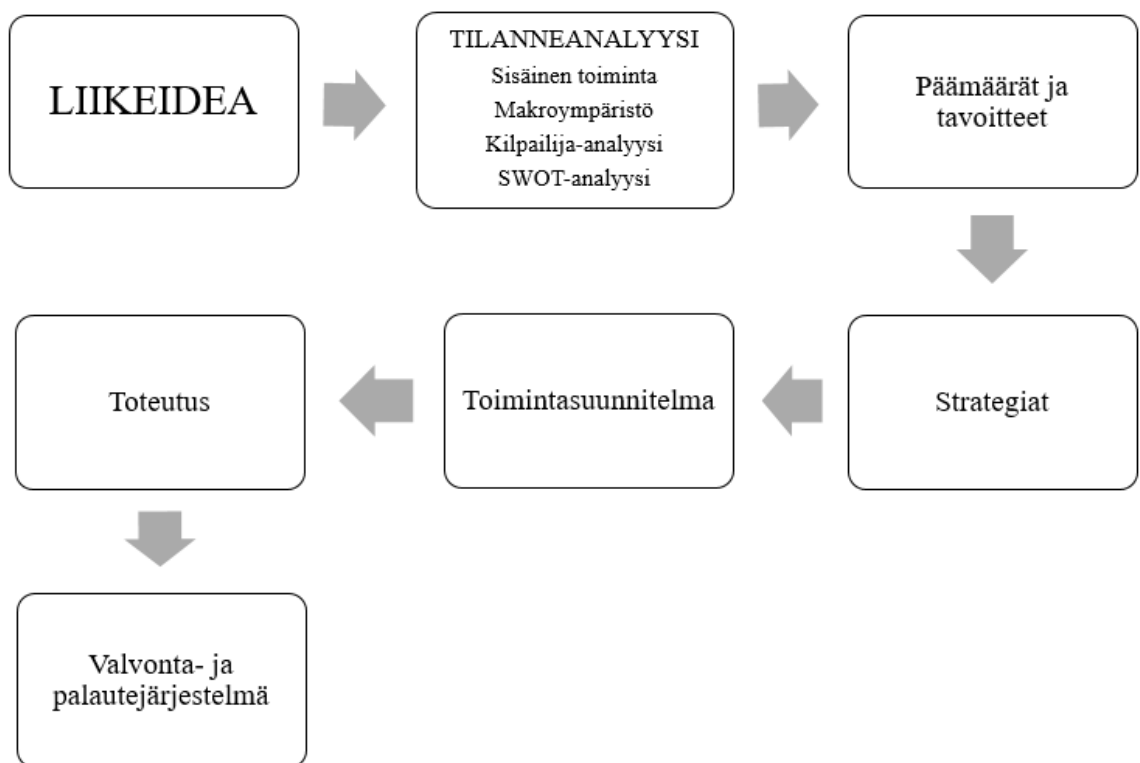 LIIKEIDEA
TILANNEANALYYSI
Sisäinen toiminta
Makroympäristö
Kilpailija-analyysi
SWOT-analyysi
Päämäärät ja
tavoitteet
Strategiat
Toimintasuunnitelma
Toteutus
Valvonta- ja
palautejärjestelmä